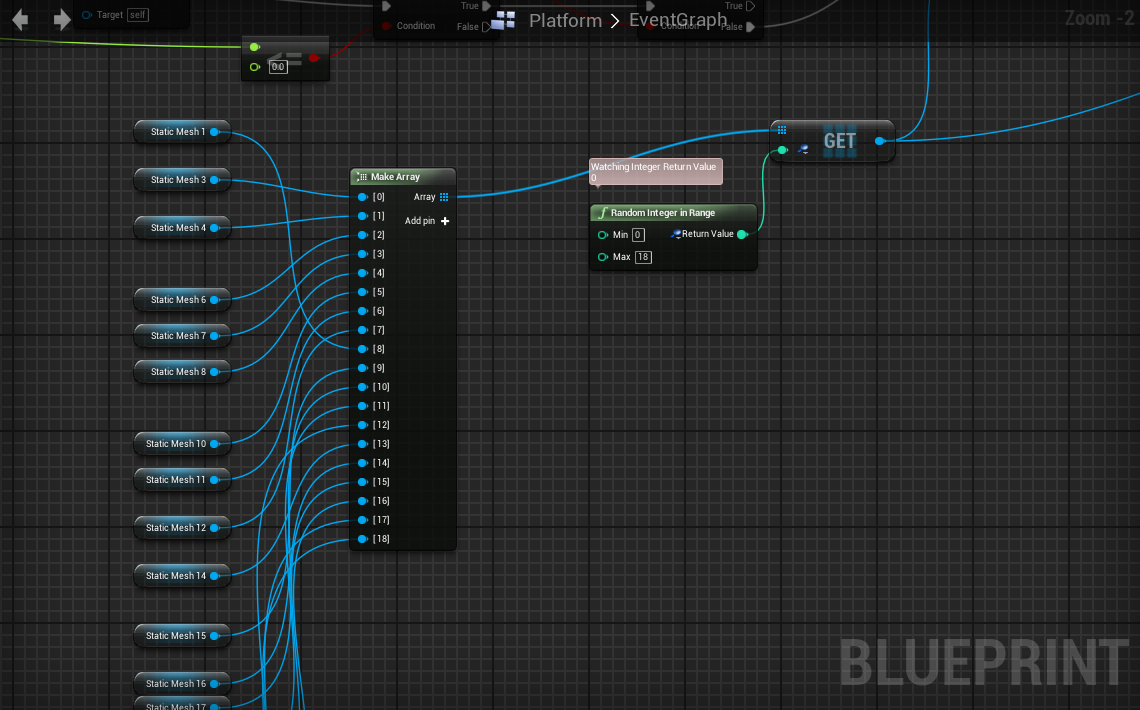 Target self
True
True
Condition
False
Condition
False
Platform > EventGraph
Zoom -2
<=
0.0
Static Mesh 1
Static Mesh 3
Static Mesh 4
Static Mesh 6
Static Mesh 7
Static Mesh 8
Static Mesh 10
Static Mesh 11
Static Mesh 12
Static Mesh 14
Static Mesh 15
Static Mesh 16
Static Mesh 17
Make Array
[0]
Array
[1]
Add pin +
[2]
[3]
[4]
[5]
[6]
[7]
[8]
[9]
[10]
[11]
[12]
[13]
[14]
[15]
[16]
[17]
[18]
Watching Integer Return Value
0
f Random Integer in Range
Min 0
Return Value
Max 18
GET
BLUEPRINT